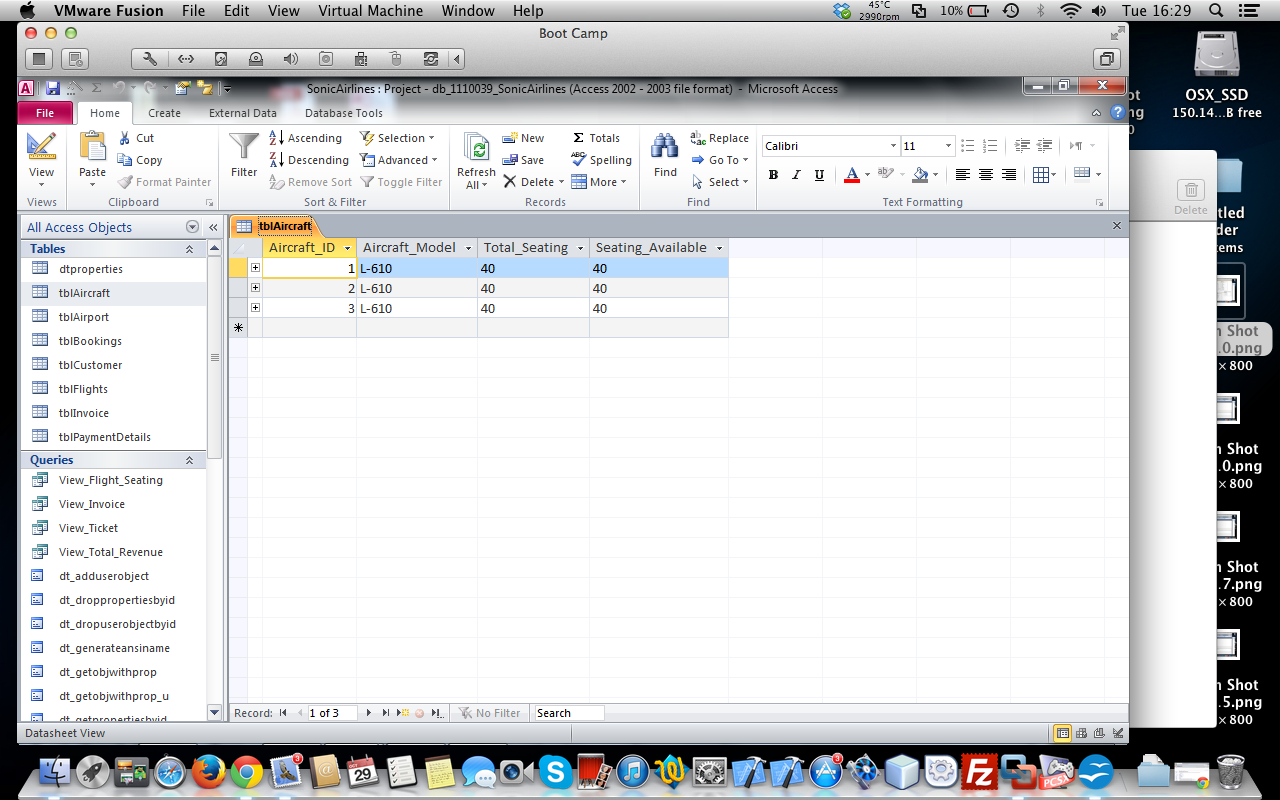 VMware Fusion File Edit View Virtual Machine Window Help 45°C 2990rpm 10% Tue 16:29
Boot Camp
SonicAirlines : Project - db_1110039_SonicAirlines (Access 2002 - 2003 file format) - Microsoft Access
File Home Create External Data Database Tools
View
Views
Paste
Cut
Copy
Format Painter
Clipboard
Filter
Ascending
Descending
Remove Sort
Selection
Advanced
Toggle Filter
Sort & Filter
Refresh
All
New
Save
Delete
Totals
Spelling
More
Records
Find
Replace
Go To
Select
Find
Calibri 11
B I U A ab
Text Formatting
All Access Objects
Tables
dtproperties
tblAircraft
tblAirport
tblBookings
tblCustomer
tblFlights
tblInvoice
tblPaymentDetails
Queries
View_Flight_Seating
View_Invoice
View_Ticket
View_Total_Revenue
dt_adduserobject
dt_droppropertiesbyid
dt_dropuserobjectbyid
dt_generateansiname
dt_getobjwithprop
dt_getobjwithprop_u
dt_getpropertiesbyid
tblAircraft
Aircraft_ID Aircraft_Model Total_Seating Seating_Available
1 L-610 40 40
2 L-610 40 40
3 L-610 40 40
Record: 1 of 3 No Filter Search
Datasheet View
OSX_SSD
150.14...B free
ot
ng
0
Delete
tled
der
tems
n Shot
.0.png
× 800
n Shot
.0.png
× 800
n Shot
.7.png
× 800
n Shot
.5.png
× 800
3
OCT
29
3
Fz
PCSX